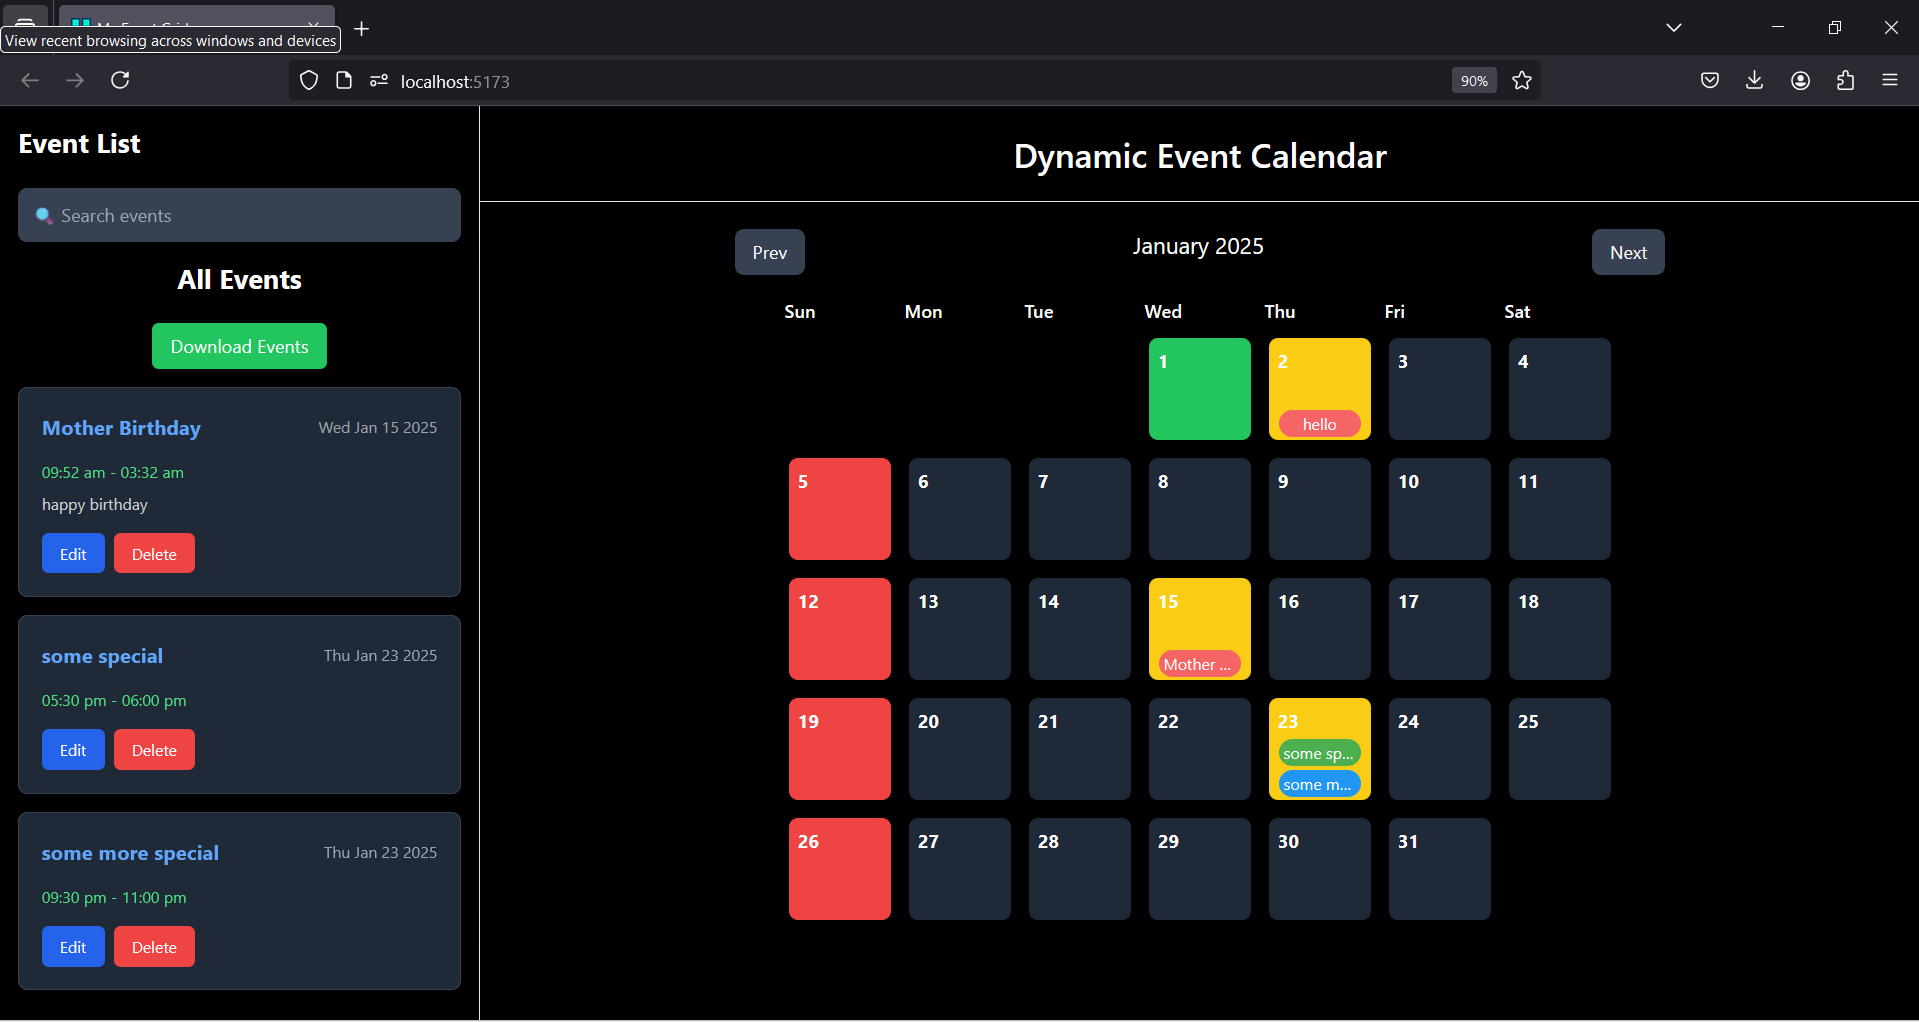 View recent browsing across windows and devices
localhost:5173
90%
Event List
Search events
All Events
Download Events
Mother Birthday
Wed Jan 15 2025
09:52 am - 03:32 am
happy birthday
Edit
Delete
some special
Thu Jan 23 2025
05:30 pm - 06:00 pm
Edit
Delete
some more special
Thu Jan 23 2025
09:30 pm - 11:00 pm
Edit
Delete
Dynamic Event Calendar
Prev
January 2025
Next
Sun Mon Tue Wed Thu Fri Sat
1 2 3 4
hello
5 6 7 8 9 10 11
12 13 14 15 16 17 18
Mother ...
19 20 21 22 23 24 25
some sp...
some m...
26 27 28 29 30 31